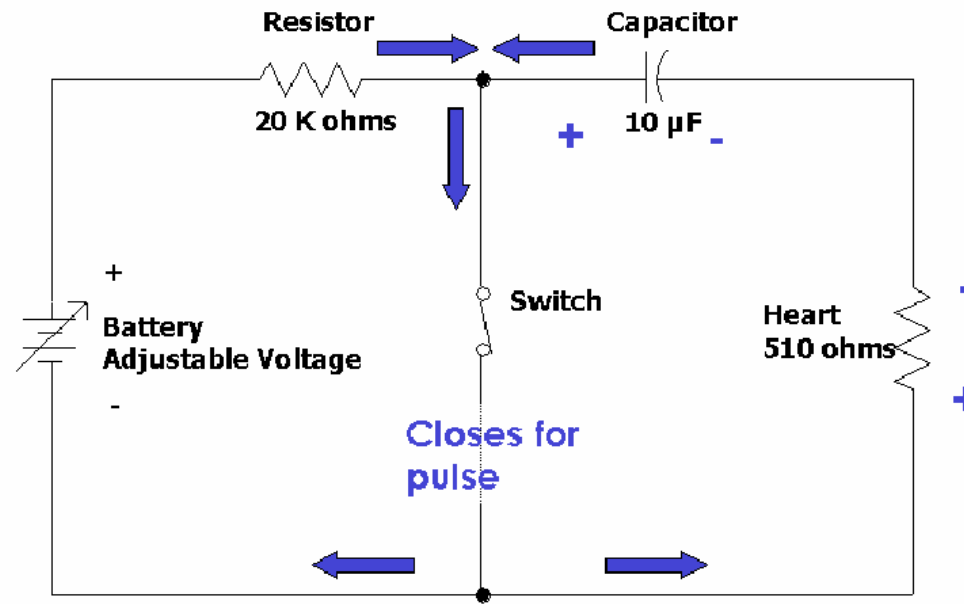 Resistor
Capacitor
20 K ohms
10 µF
+
-
+
Battery
Adjustable Voltage
-
Switch
Heart
510 ohms
-
+
Closes for
pulse